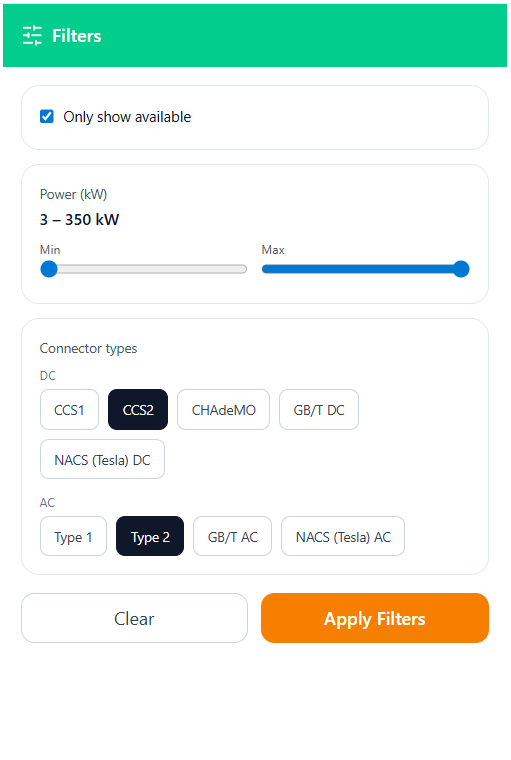 Filters
Only show available
Power (kW)
3 – 350 kW
Min Max
Connector types
DC
CCS1 CCS2 CHAdeMO GB/T DC
NACS (Tesla) DC
AC
Type 1 Type 2 GB/T AC NACS (Tesla) AC
Clear Apply Filters